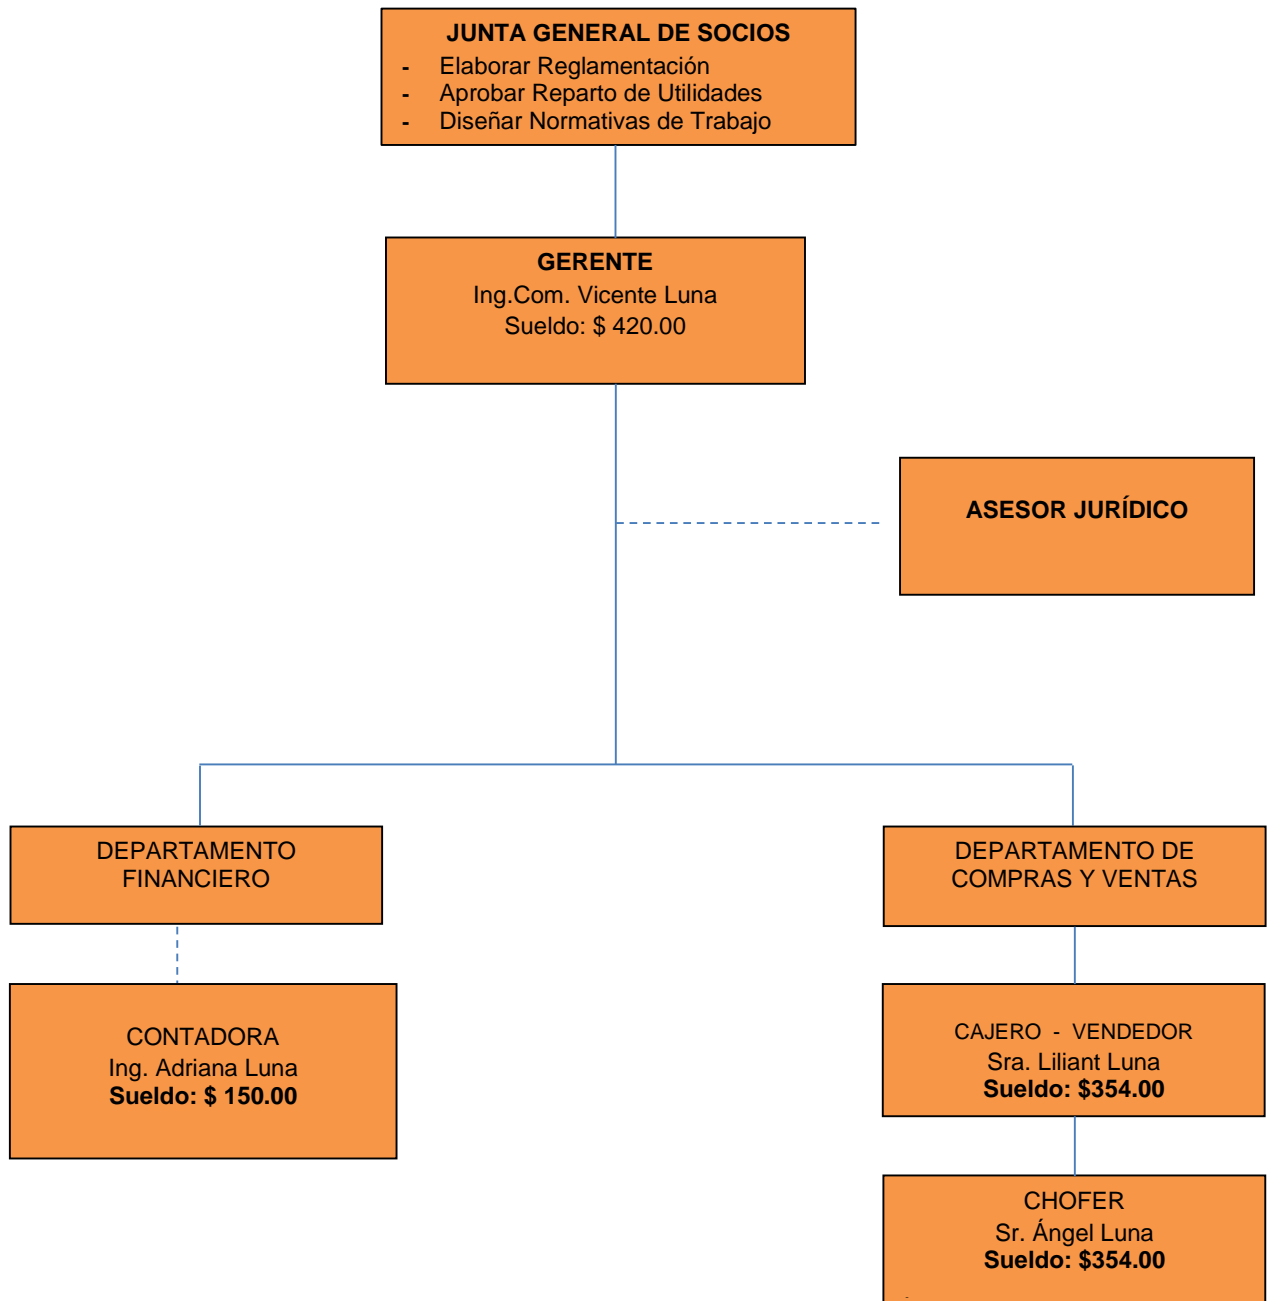 JUNTA GENERAL DE SOCIOS
- Elaborar Reglamentación
- Aprobar Reparto de Utilidades
- Diseñar Normativas de Trabajo
GERENTE
Ing.Com. Vicente Luna
Sueldo: $ 420.00
ASESOR JURÍDICO
DEPARTAMENTO
FINANCIERO
DEPARTAMENTO DE
COMPRAS Y VENTAS
CONTADORA
Ing. Adriana Luna
Sueldo: $ 150.00
CAJERO - VENDEDOR
Sra. Liliant Luna
Sueldo: $354.00
CHOFER
Sr. Ángel Luna
Sueldo: $354.00